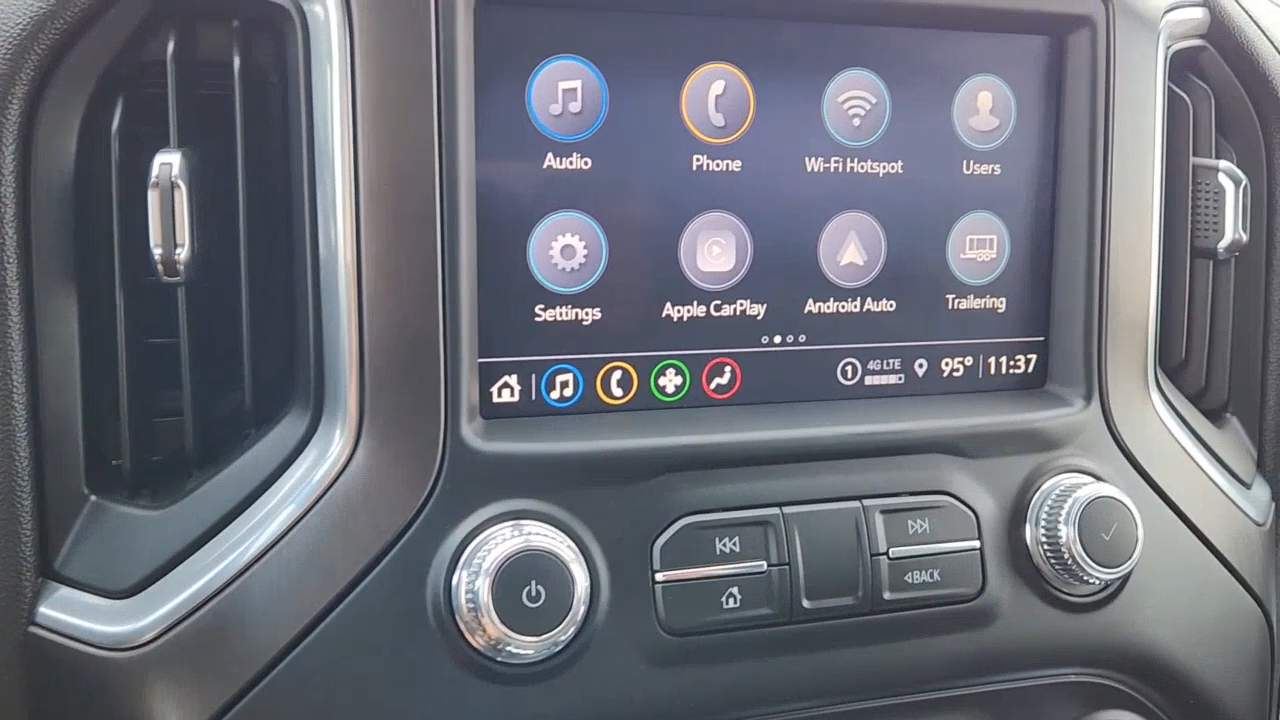 Audio
Phone
Wi-Fi Hotspot
Users
Settings
Apple CarPlay
Android Auto
Trailering
1
4G LTE
95° 11:37
BACK